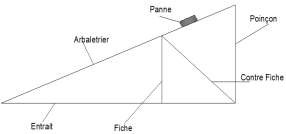 Panne
Poinçon
Arbaletrier
Contre Fiche
Entrait
Fiche